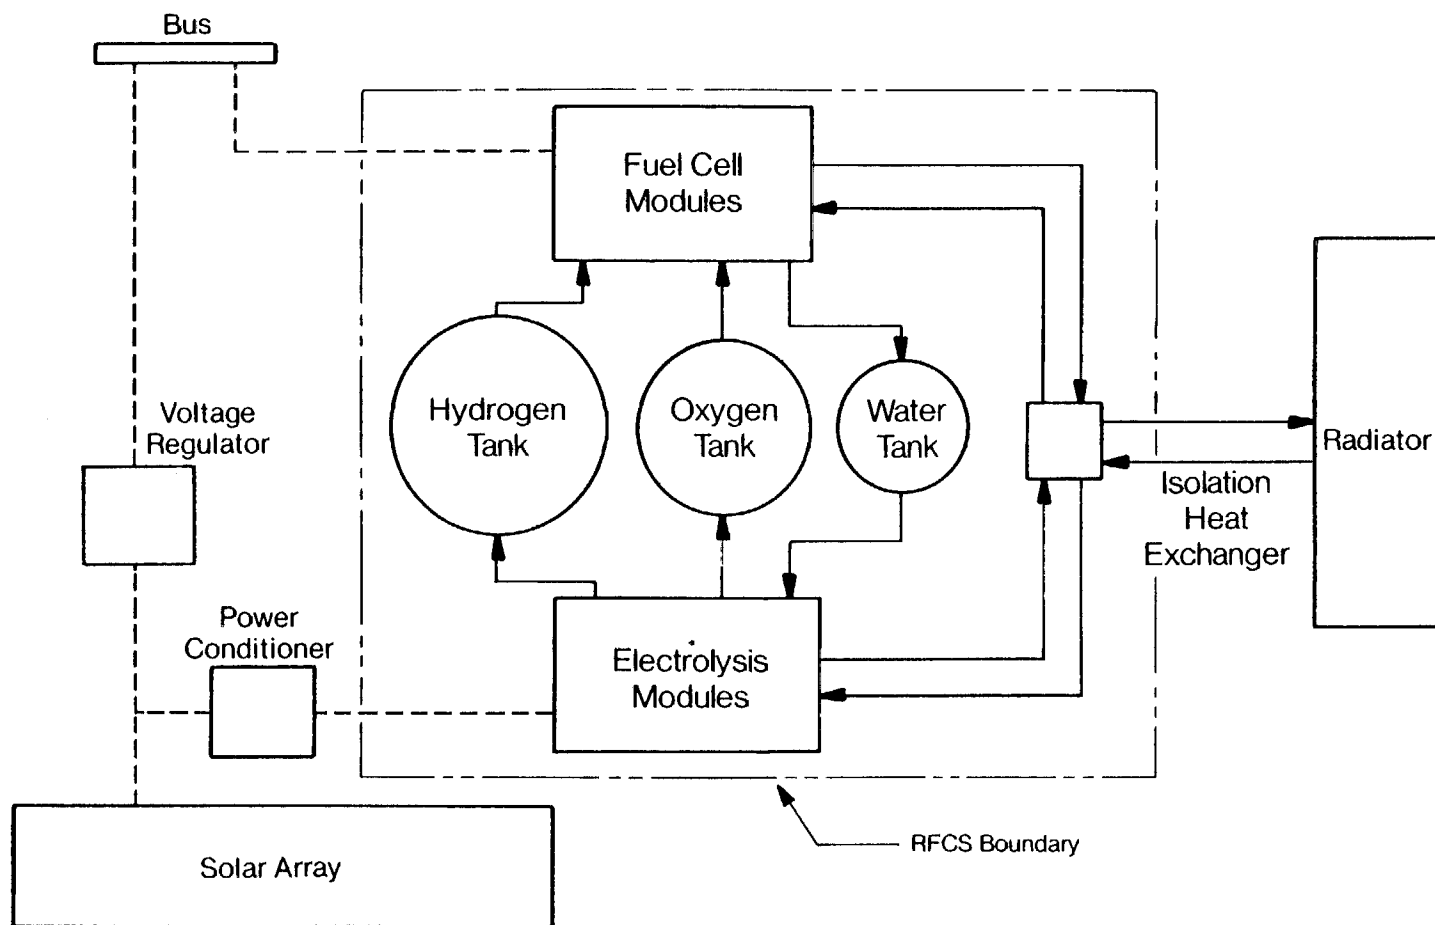 Bus
Fuel Cell
Modules
Hydrogen
Tank
Oxygen
Tank
Water
Tank
Voltage
Regulator
Radiator
Isolation
Heat
Exchanger
Power
Conditioner
Electrolysis
Modules
RFCS Boundary
Solar Array